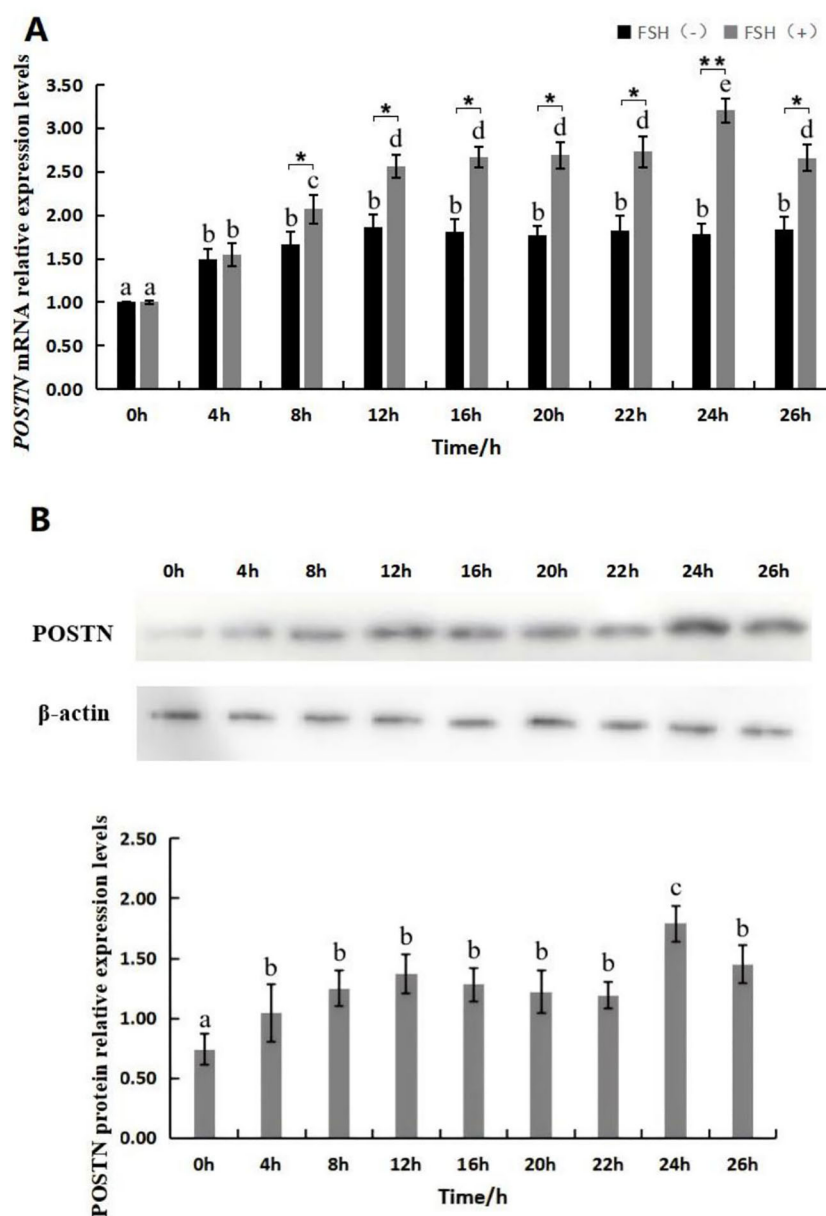 A
FSH（-） FSH（+）
POSTN mRNA relative expression levels
3.50
3.00
2.50
2.00
1.50
1.00
0.50
0.00
a a b b b c b d b d b d b d b e b d
* * * * * ** *
0h 4h 8h 12h 16h 20h 22h 24h 26h
Time/h
B
0h 4h 8h 12h 16h 20h 22h 24h 26h
POSTN
β-actin
POSTN protein relative expression levels
2.50
2.00
1.50
1.00
0.50
0.00
a b b b b b b c b
0h 4h 8h 12h 16h 20h 22h 24h 26h
Time/h